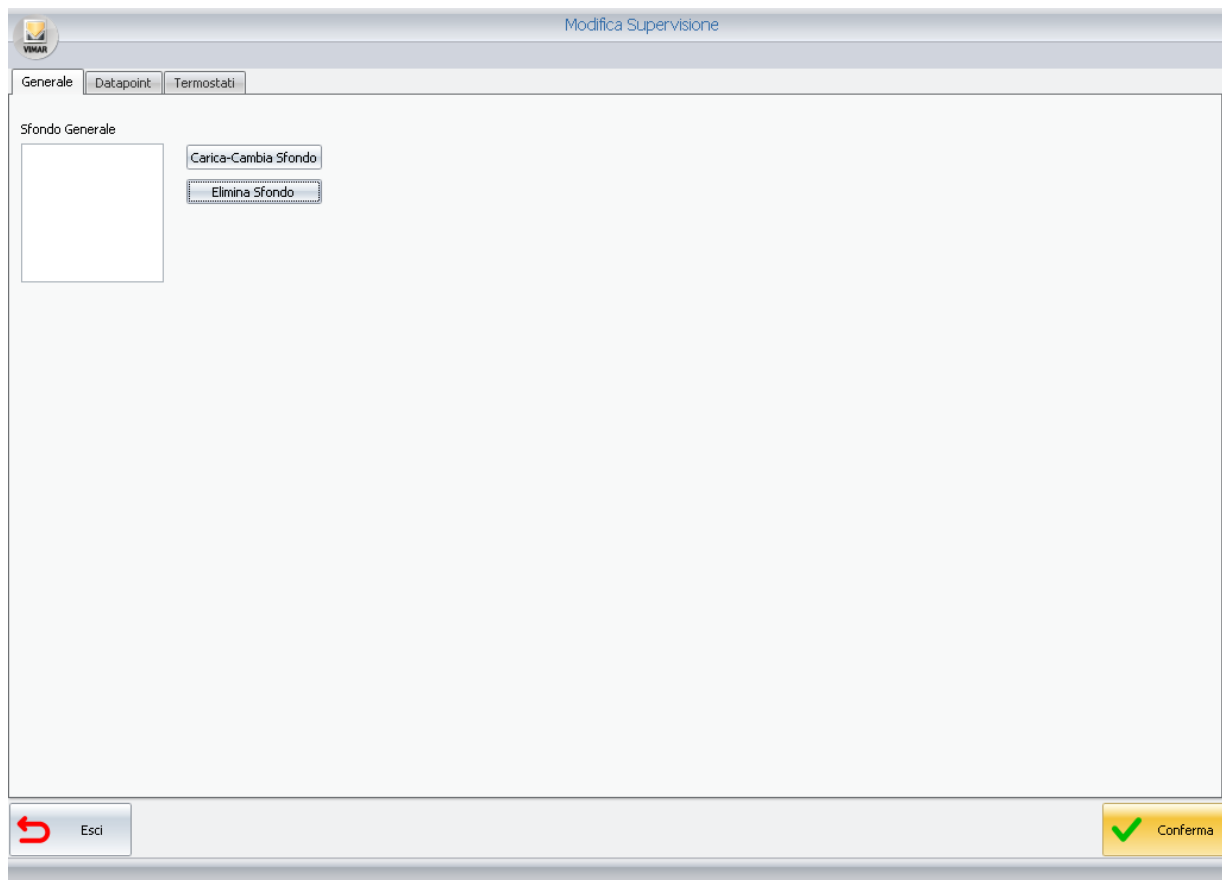 Modifica Supervisione
VIMAR
Generale Datapoint Termostati
Sfondo Generale
Carica-Cambia Sfondo
Elimina Sfondo
Esci
Conferma